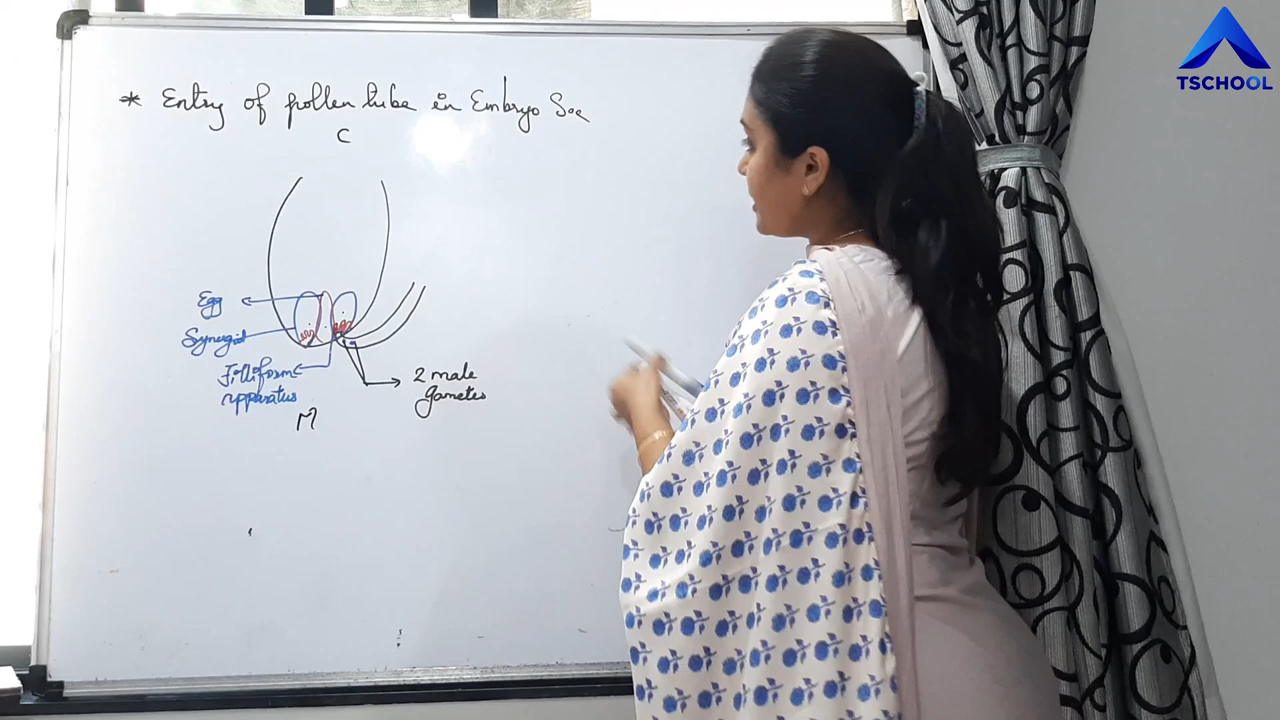 * Entry of pollen tube in Embryo Sac
C
Egg
Synergid
Filliform
Apparatus
M
2 male
Gametes
TSCHOOL